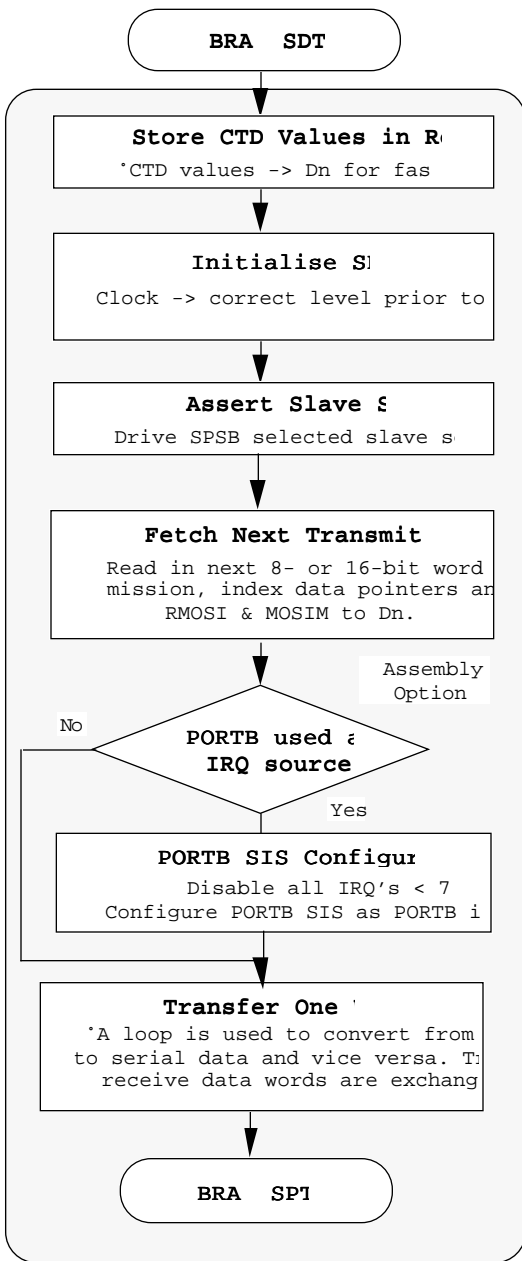 BRA SDT
Store CTD Values in
°CTD values -> Dn for fas
Initialise
Clock -> correct level prior to
Assert Slave
Drive SPSB selected slave
Fetch Next Transmit
Read in next 8- or 16-bit word
mission, index data pointers an
RMOSI & MOSIM to Dn.
Assembly
Option
No
PORTB used
IRQ source
Yes
PORTB SIS Configur
Disable all IRQ's < 7
Configure PORTB SIS as PORTB i
Transfer One
°A loop is used to convert from
to serial data and vice versa.
receive data words are exchang
BRA